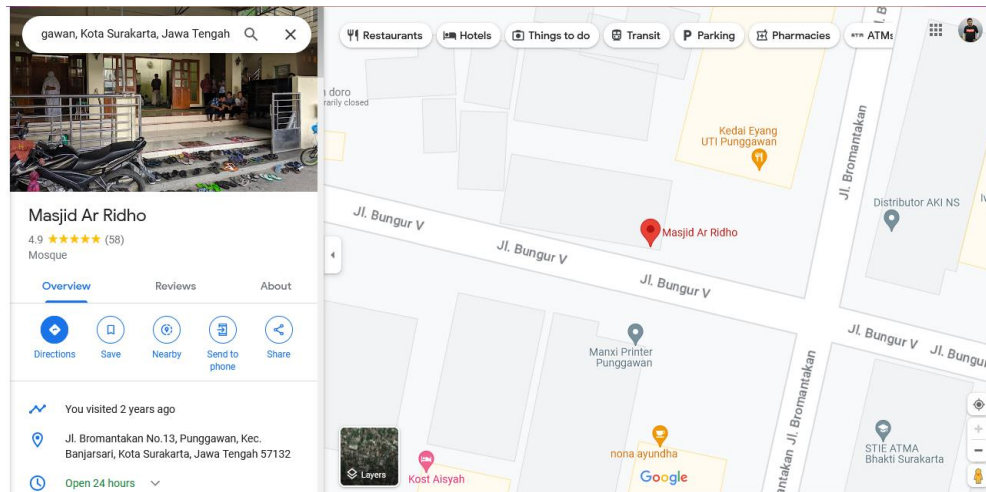 gawan, Kota Surakarta, Jawa Tengah
Masjid Ar Ridho
4.9 ★★★★★ (58)
Mosque
Overview Reviews About
Directions Save Nearby Send to phone Share
You visited 2 years ago
Jl. Bromantakan No.13, Punggawan, Kec.
Banjarsari, Kota Surakarta, Jawa Tengah 57132
Open 24 hours
Restaurants Hotels Things to do Transit Parking Pharmacies ATMs
doro
rarily closed
Kedai Eyang
UTI Punggawan
Jl. Bromantakan
Distributor AKI NS
Jl. Bungur V
Jl. Bungur V
Masjid Ar Ridho
Jl. Bungur V
Manxi Printer
Punggawan
Jl. Bungur V
Jl. Bungu
Jl. Bromantakan
ntakan
nona ayundha
STIE ATMA
Bhakti Surakarta
Layers
Kost Aisyah
Google